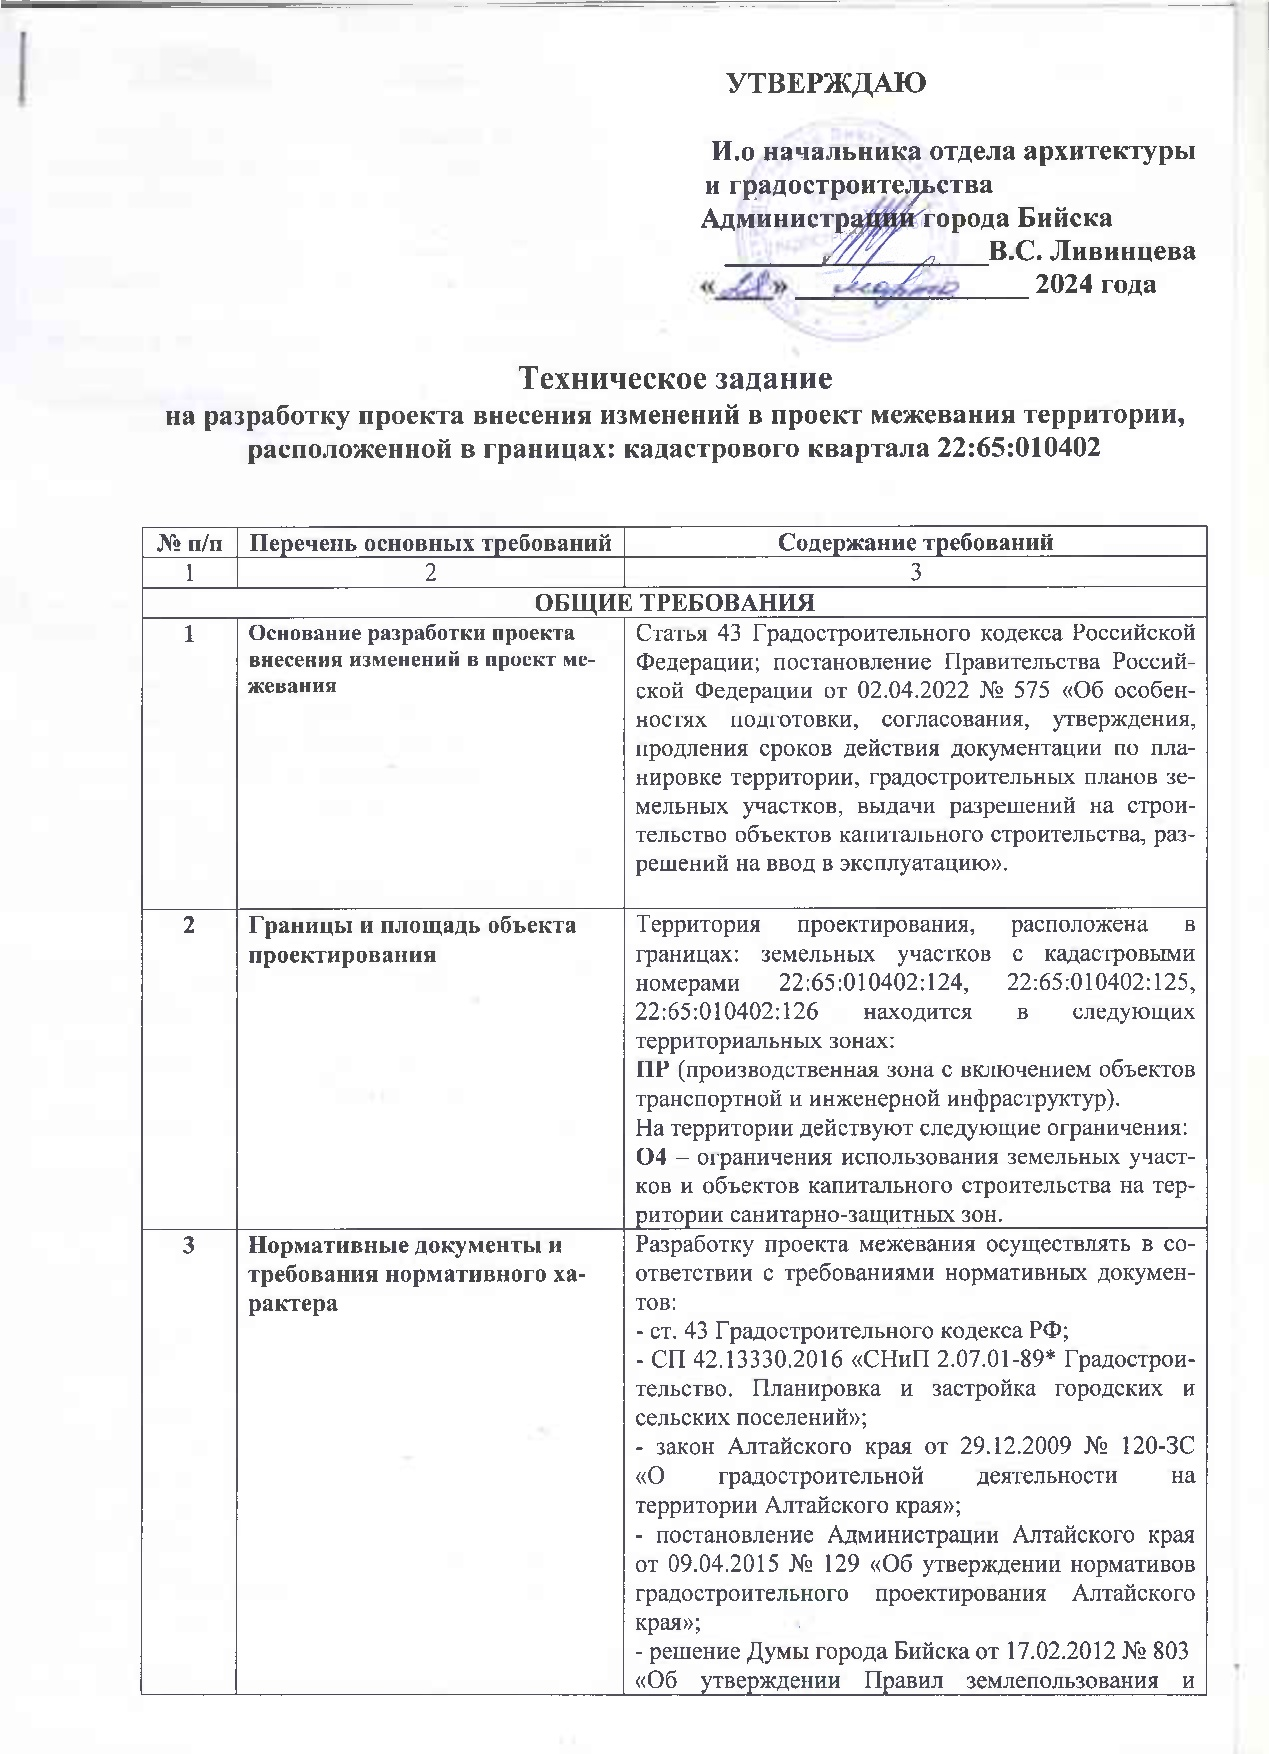 УТВЕРЖДАЮ
И.о начальника отдела архитектуры
и градостроительства
Администрации города Бийска
В.С. Ливинцева
«28» марта 2024 года
Техническое задание
на разработку проекта внесения изменений в проект межевания территории,
расположенной в границах: кадастрового квартала 22:65:010402
№ п/п Перечень основных требований Содержание требований
1 2 3
ОБЩИЕ ТРЕБОВАНИЯ
1
Основание разработки проекта
внесения изменений в проект ме-
жевания
Статья 43 Градостроительного кодекса Российской
Федерации; постановление Правительства Россий-
ской Федерации от 02.04.2022 № 575 «Об особен-
ностях подготовки, согласования, утверждения,
продления сроков действия документации по пла-
нировке территории, градостроительных планов зе-
мельных участков, выдачи разрешений на строи-
тельство объектов капитального строительства, раз-
решений на ввод в эксплуатацию».
2
Границы и площадь объекта
проектирования
Территория проектирования, расположена в
границах: земельных участков с кадастровыми
номерами 22:65:010402:124, 22:65:010402:125,
22:65:010402:126 находится в следующих
территориальных зонах:
ПР (производственная зона с включением объектов
транспортной и инженерной инфраструктур).
На территории действуют следующие ограничения:
О4 – ограничения использования земельных участ-
ков и объектов капитального строительства на тер-
ритории санитарно-защитных зон.
3
Нормативные документы и
требования нормативного ха-
рактера
Разработку проекта межевания осуществлять в со-
ответствии с требованиями нормативных докумен-
тов:
- ст. 43 Градостроительного кодекса РФ;
- СП 42.13330.2016 «СНиП 2.07.01-89* Градострои-
тельство. Планировка и застройка городских и
сельских поселений»;
- закон Алтайского края от 29.12.2009 № 120-ЗС
«О градостроительной деятельности на
территории Алтайского края»;
- постановление Администрации Алтайского края
от 09.04.2015 № 129 «Об утверждении нормативов
градостроительного проектирования Алтайского
края»;
- решение Думы города Бийска от 17.02.2012 № 803
«Об утверждении Правил землепользования и